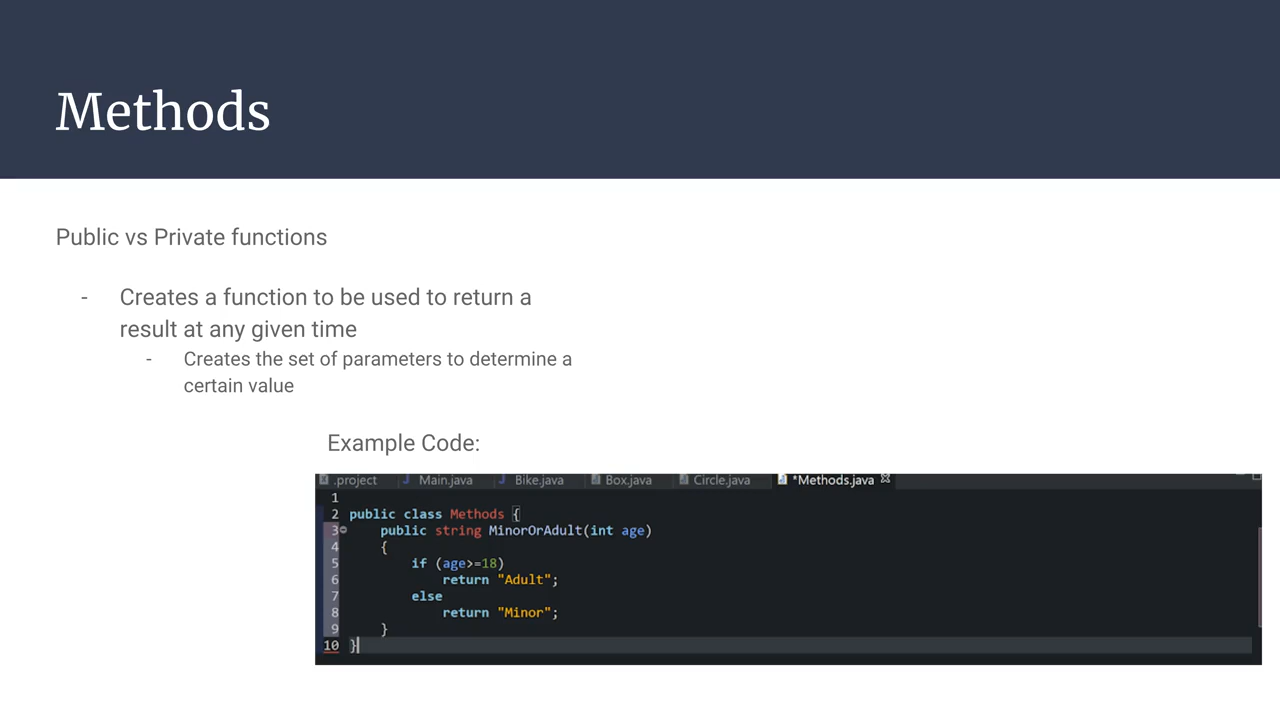 Methods
Public vs Private functions
- Creates a function to be used to return a
result at any given time
- Creates the set of parameters to determine a
certain value
Example Code:
.project Main.java Bike.java Box.java Circle.java *Methods.java
1
2 public class Methods {
3 public string MinorOrAdult(int age)
4 {
5 if (age>=18)
6 return "Adult";
7 else
8 return "Minor";
9 }
10 }